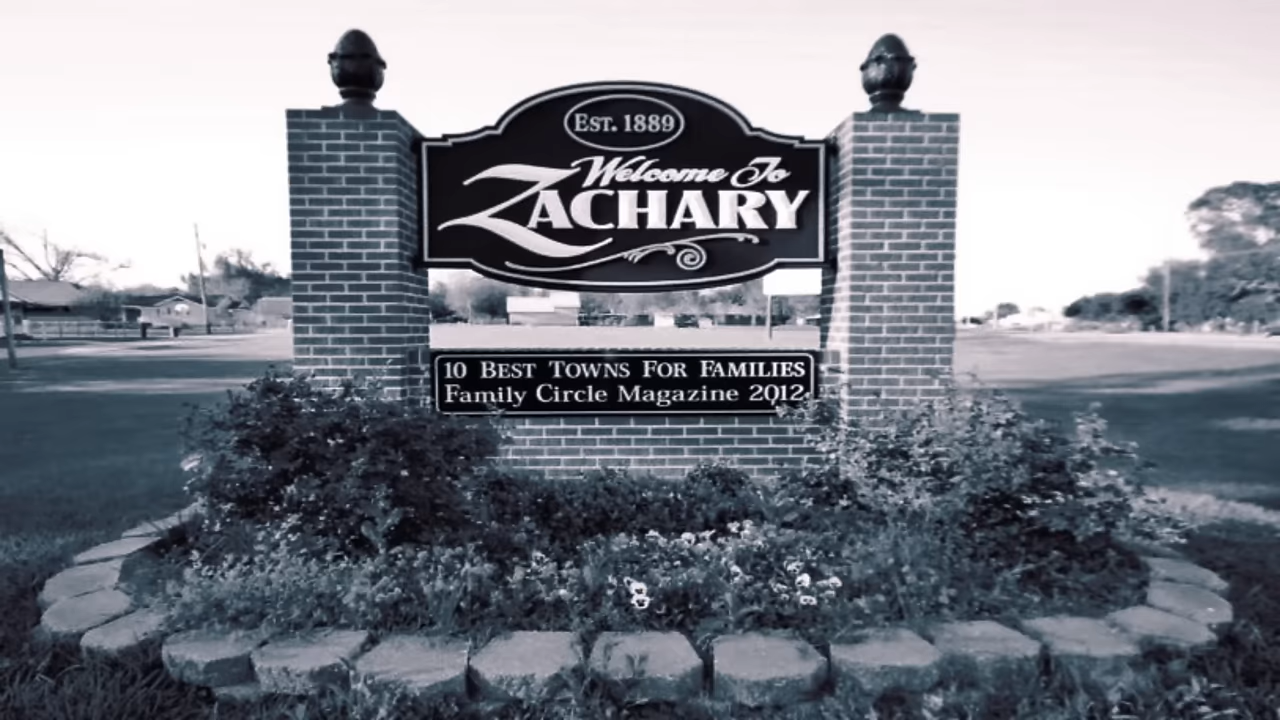 Est. 1889
Welcome To
ZACHARY
10 Best Towns For Families
Family Circle Magazine 2012